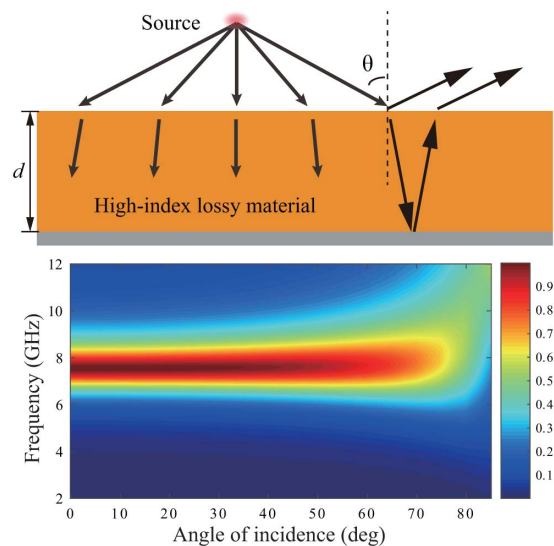 Source
θ
d
High-index lossy material
12
10
8
6
4
2
Frequency (GHz)
0 10 20 30 40 50 60 70 80
Angle of incidence (deg)
0.9
0.8
0.7
0.6
0.5
0.4
0.3
0.2
0.1